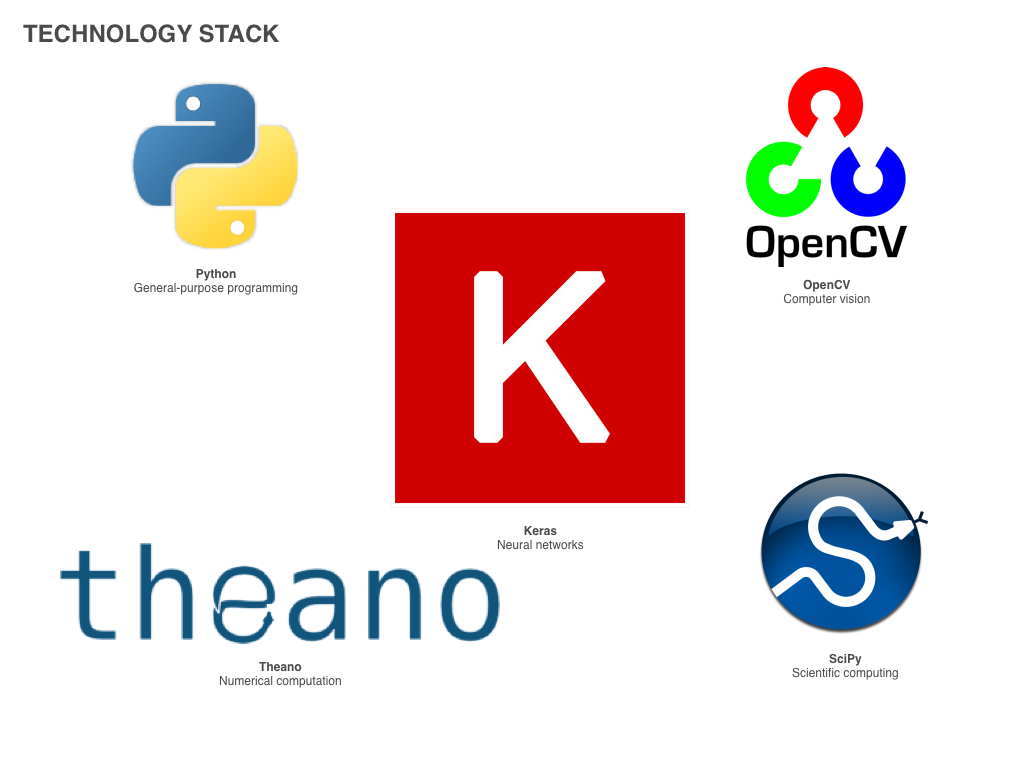 TECHNOLOGY STACK
Python
General-purpose programming
OpenCV
OpenCV
Computer vision
K
Keras
Neural networks
theano
Theano
Numerical computation
SciPy
Scientific computing